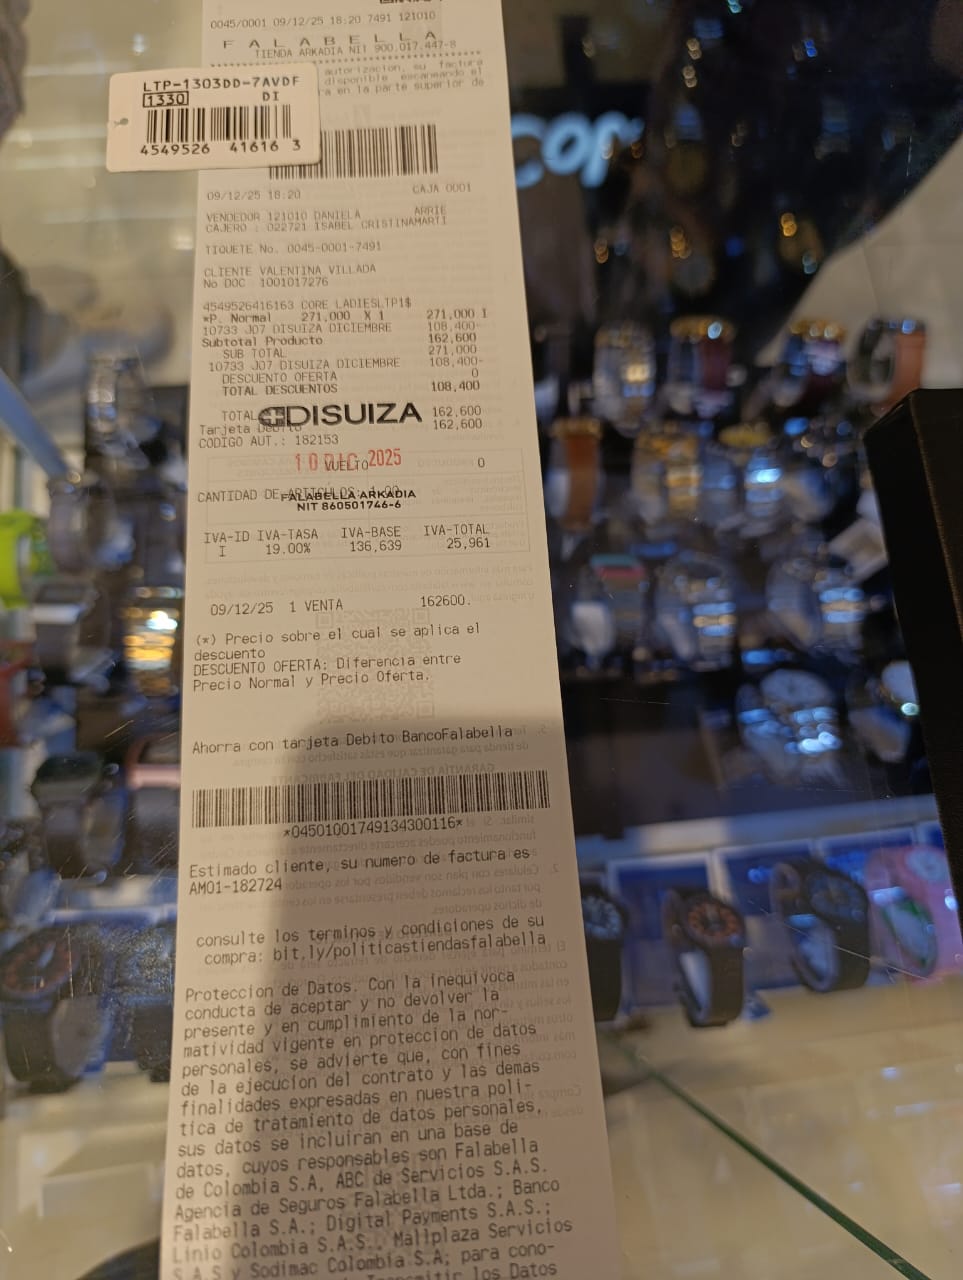 0045/0001 09/12/25 18:20 7491 121010
FALABELLA
TIENDA ARKADIA NIt 900.017.447-8
autorizacion, su factura
disponible escaneando el
en la parte superior de
LTP-1303DD-7AVDF
1330 DI
4549526 41616 3
09/12/25 18:20 CAJA 0001
VENDEDOR 121010 DANIELA ARRIE
CAJERO : 022721 ISABEL CRISTINAMARTI
TIQUETE No. 0045-0001-7491
CLIENTE VALENTINA VILLADA
No DOC 1001017276
4549526416163 CORE LADIESLTP1$
*P. Normal 271,000 X 1 271,000 I
10733 J07 DISUIZA DICIEMBRE 108,400-
Subtotal Producto 162,600
SUB TOTAL 271,000
10733 J07 DISUIZA DICIEMBRE 108,400-
DESCUENTO OFERTA 0
TOTAL DESCUENTOS 108,400
TOTAL 162,600
DISUIZA
Tarjeta Debito 162,600
CODIGO AUT.: 182153
10 DIC 2025
VUELTO 0
CANTIDAD DE ARTICULOS:
FALABELLA ARKADIA
NIT 860501746-6
IVA-ID IVA-TASA IVA-BASE IVA-TOTAL
I 19.00% 136,639 25,961
09/12/25 1 VENTA 162600.
(*) Precio sobre el cual se aplica el
descuento
DESCUENTO OFERTA: Diferencia entre
Precio Normal y Precio Oferta.
Ahorra con tarjeta Debito BancoFalabella
*04501001749134300116*
Estimado cliente, su numero de factura es
AM01-182724
consulte los terminos y condiciones de su
compra: bit.ly/politicastiendasfalabella
Proteccion de Datos. Con la inequivoca
conducta de aceptar y no devolver la
presente y en cumplimiento de la nor-
matividad vigente en proteccion de datos
personales, se advierte que, con fines
de la ejecucion del contrato y las demas
finalidades expresadas en nuestra poli-
tica de tratamiento de datos personales,
sus datos se incluiran en una base de
datos, cuyos responsables son Falabella
de Colombia S.A, ABC de Servicios S.A.S.
Agencia de Seguros Falabella Ltda.; Banco
Falabella S.A.; Digital Payments S.A.S.;
Linio Colombia S.A.S.. Mallplaza Servicios
S.A.S y Sodimac Colombia S.A; para cono-
los Datos